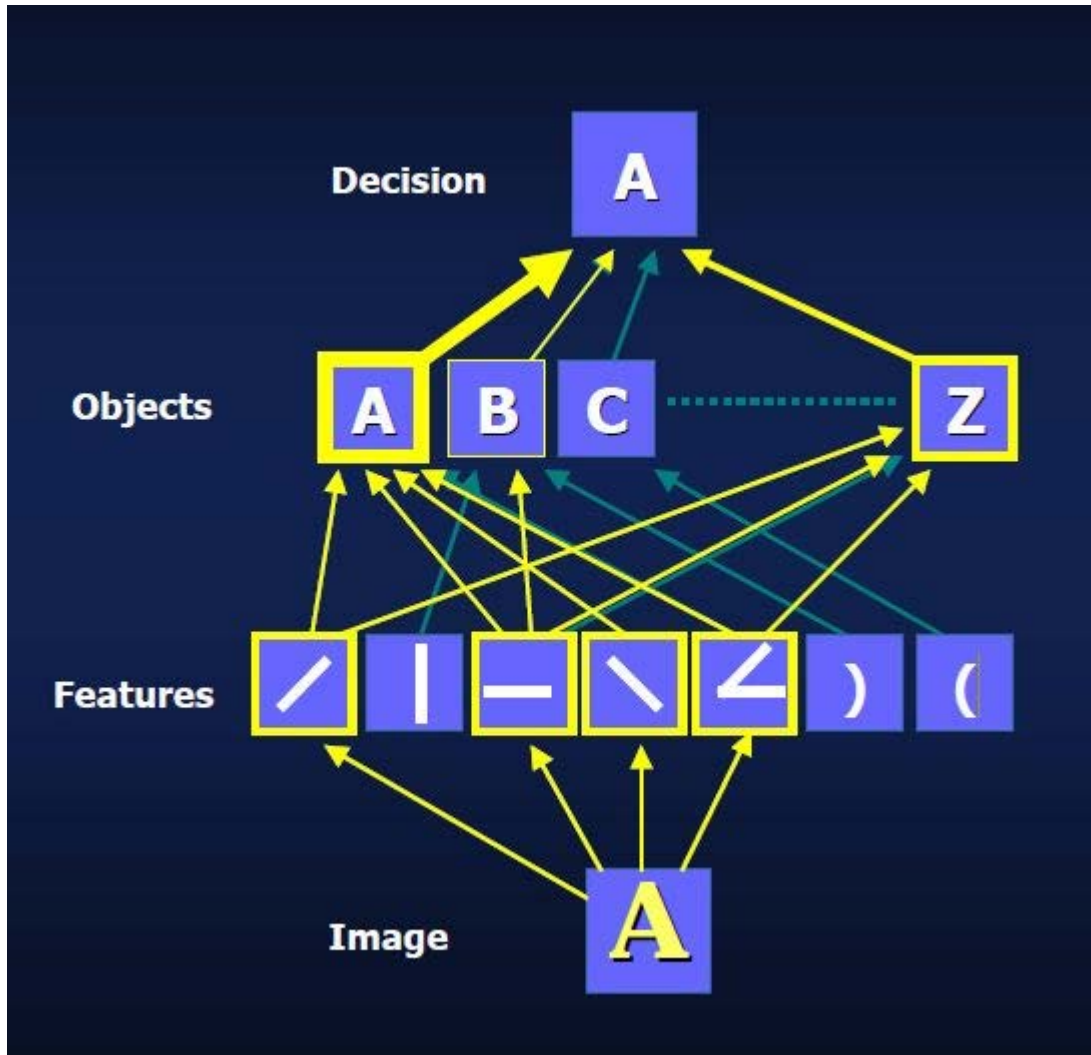 Decision
A
Objects
A B C Z
Features
) (
Image
A